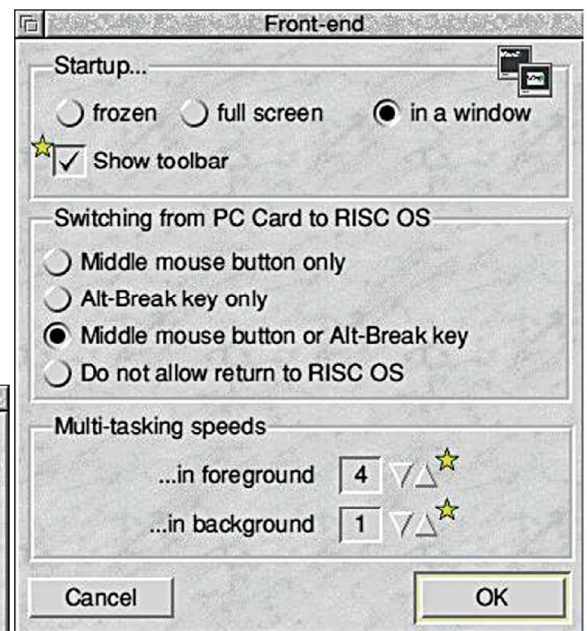 Front-end
Startup...
frozen full screen in a window
Show toolbar
Switching from PC Card to RISC OS
Middle mouse button only
Alt-Break key only
Middle mouse button or Alt-Break key
Do not allow return to RISC OS
Multi-tasking speeds
...in foreground 4
...in background 1
Cancel OK